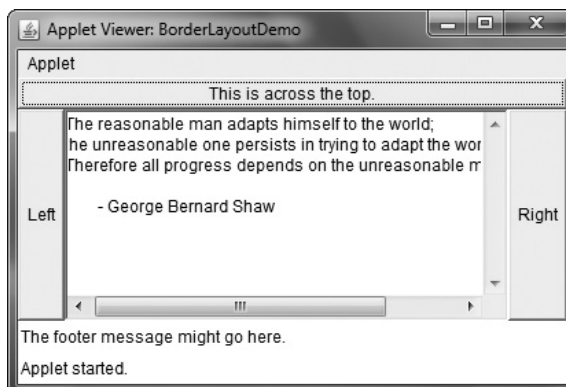 Applet Viewer: BorderLayoutDemo
Applet
This is across the top.
The reasonable man adapts himself to the world;
he unreasonable one persists in trying to adapt the wor
Therefore all progress depends on the unreasonable m
- George Bernard Shaw
Left
Right
The footer message might go here.
Applet started.